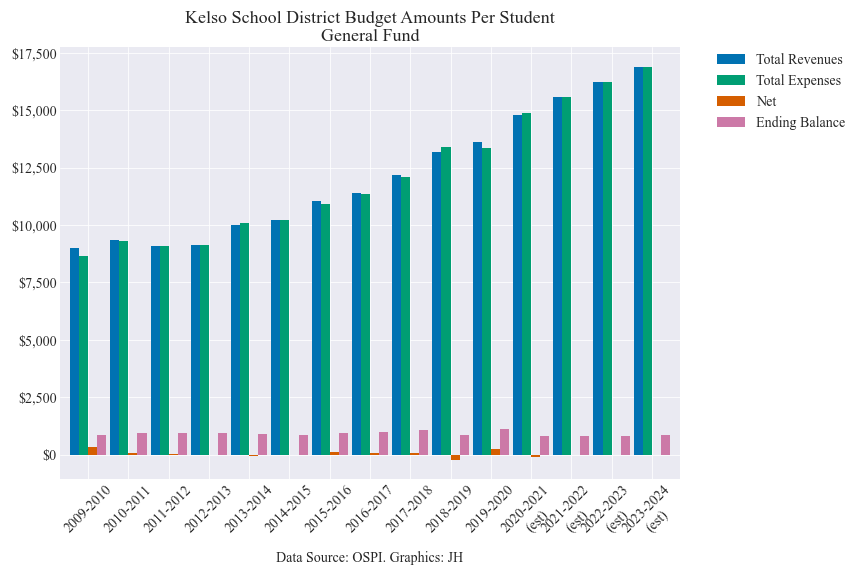 Kelso School District Budget Amounts Per Student
General Fund
Total Revenues
Total Expenses
Net
Ending Balance
$17,500
$15,000
$12,500
$10,000
$7,500
$5,000
$2,500
$0
2009-2010
2010-2011
2011-2012
2012-2013
2013-2014
2014-2015
2015-2016
2016-2017
2017-2018
2018-2019
2019-2020
2020-2021
(est)
2021-2022
(est)
2022-2023
(est)
2023-2024
(est)
Data Source: OSPI. Graphics: JH